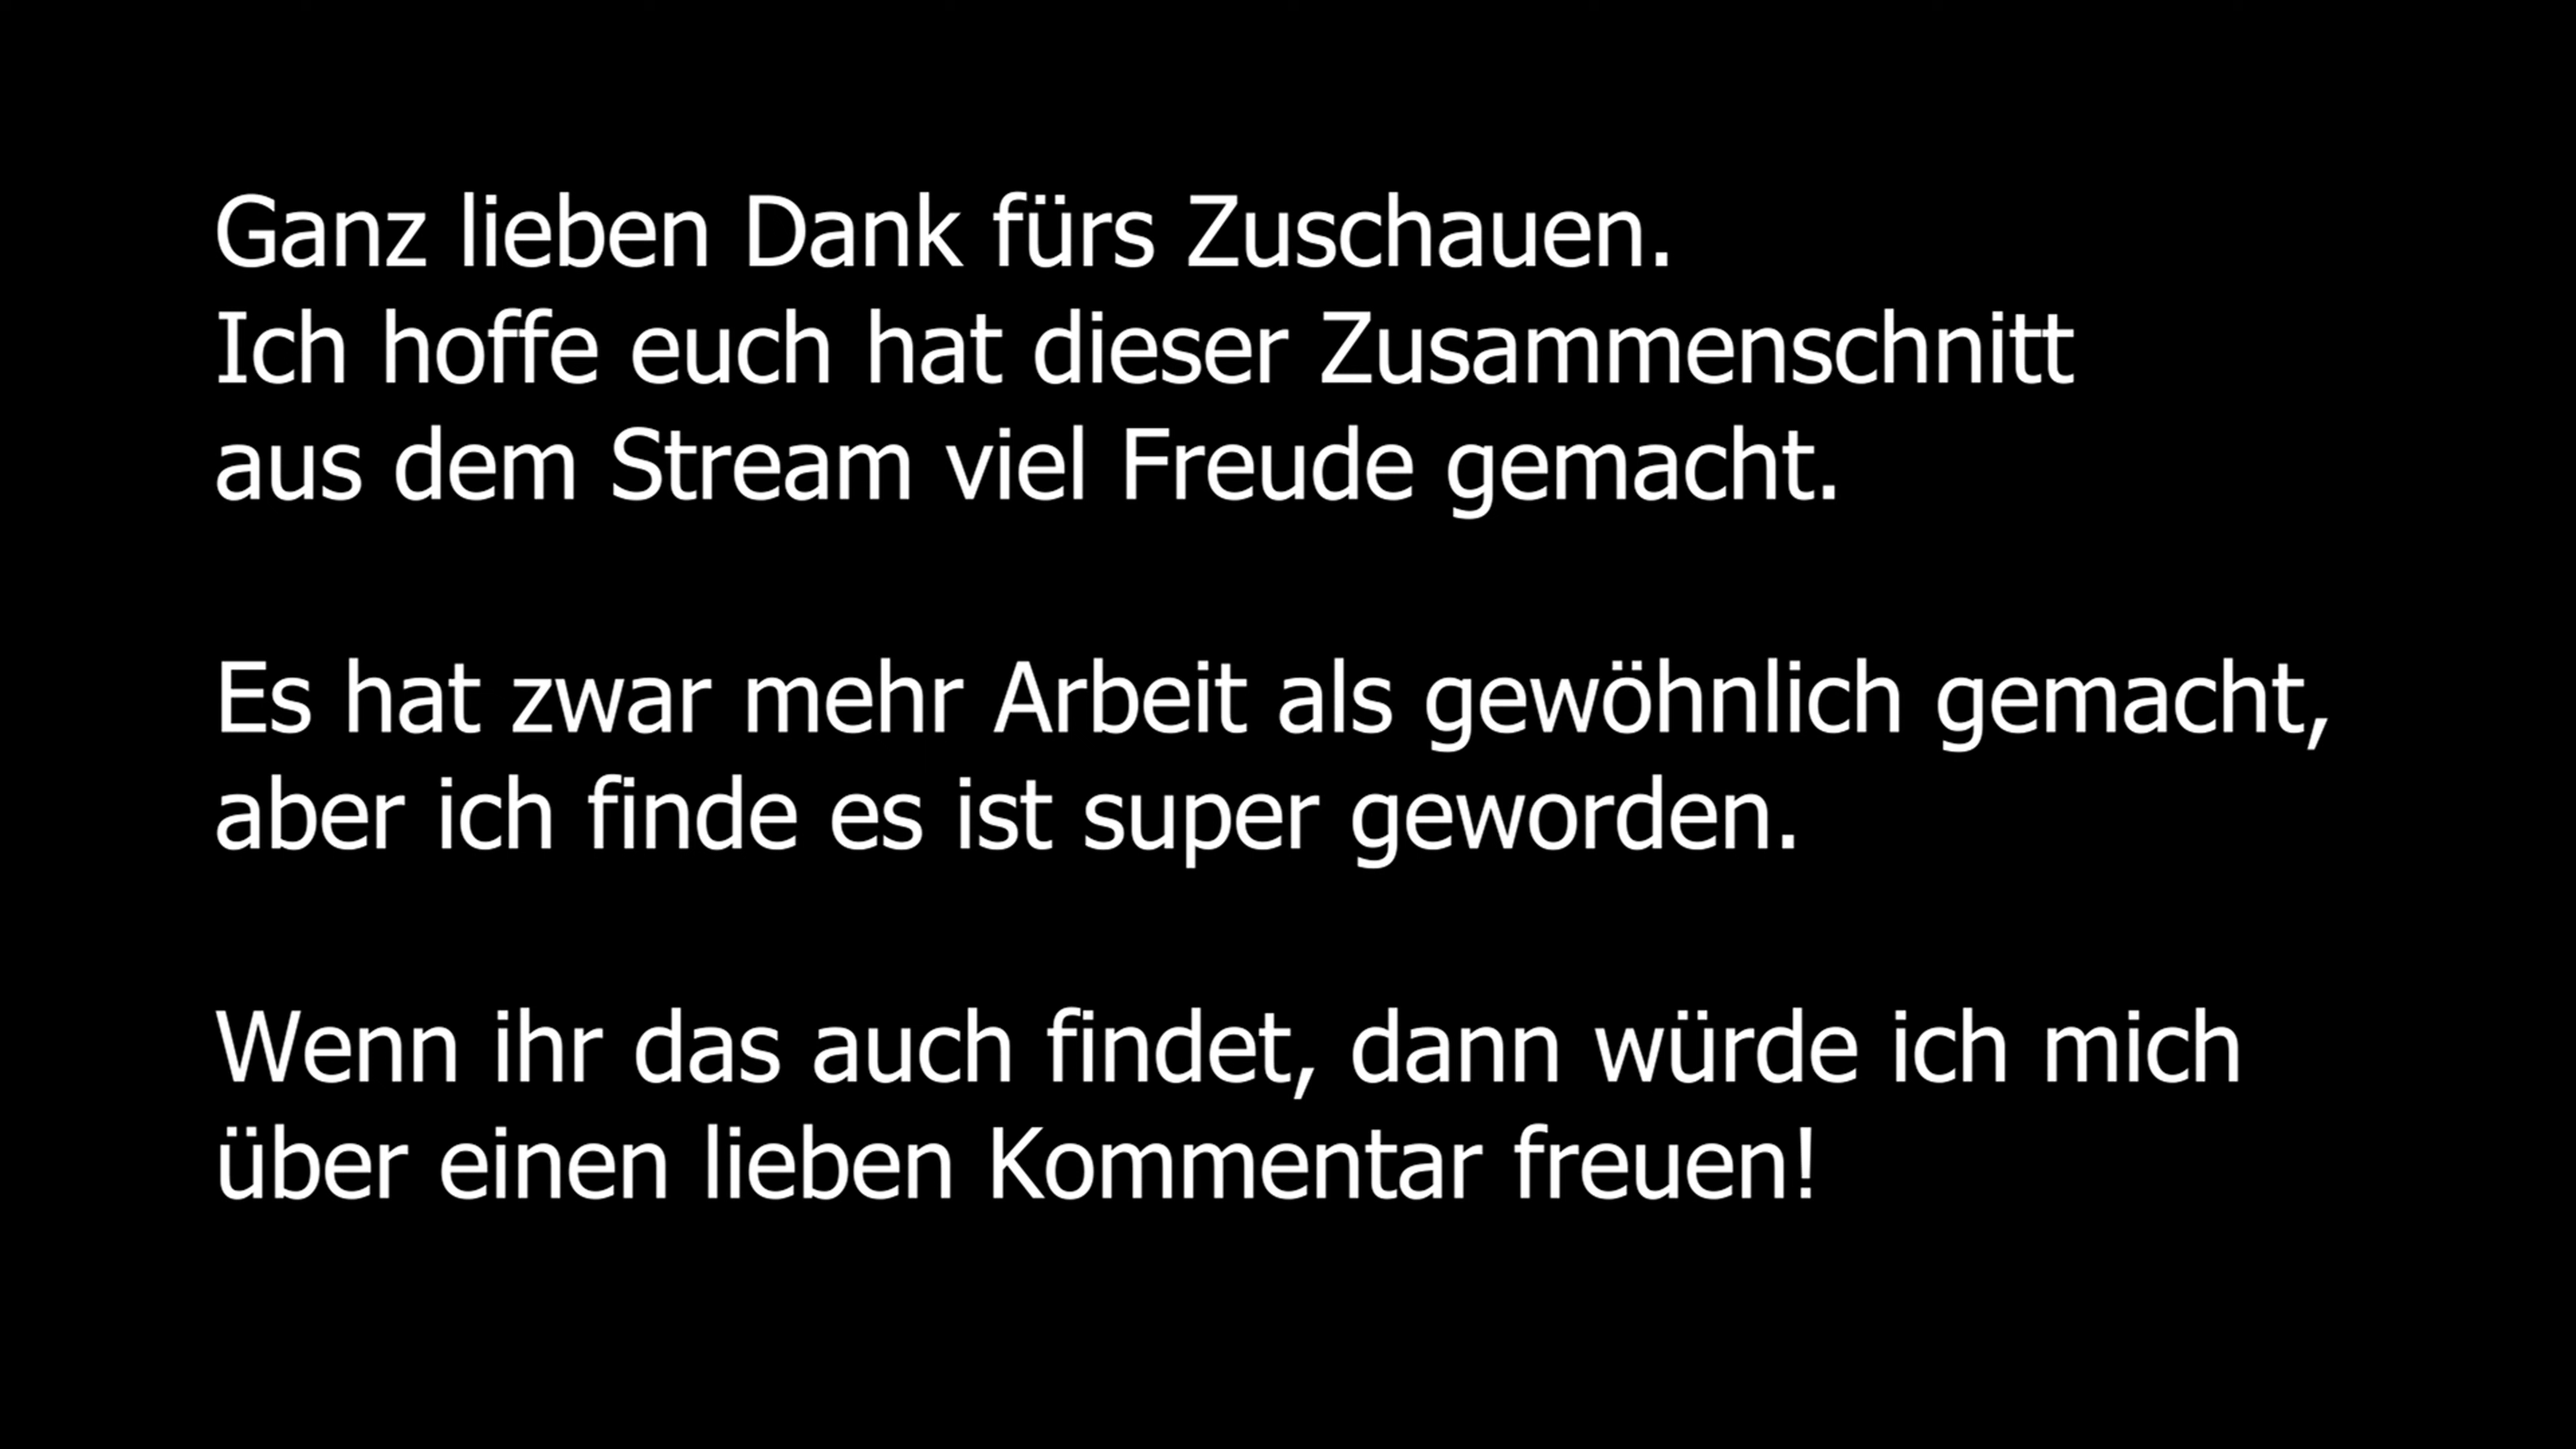 Ganz lieben Dank fürs Zuschauen.
Ich hoffe euch hat dieser Zusammenschnitt
aus dem Stream viel Freude gemacht.
Es hat zwar mehr Arbeit als gewöhnlich gemacht,
aber ich finde es ist super geworden.
Wenn ihr das auch findet, dann würde ich mich
über einen lieben Kommentar freuen!